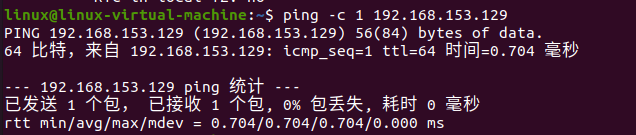 linux@linux-virtual-machine:~$ ping -c 1 192.168.153.129
PING 192.168.153.129 (192.168.153.129) 56(84) bytes of data.
64 比特，来自 192.168.153.129: icmp_seq=1 ttl=64 时间=0.704 毫秒
--- 192.168.153.129 ping 统计 ---
已发送 1 个包， 已接收 1 个包, 0% 包丢失, 耗时 0 毫秒
rtt min/avg/max/mdev = 0.704/0.704/0.704/0.000 ms